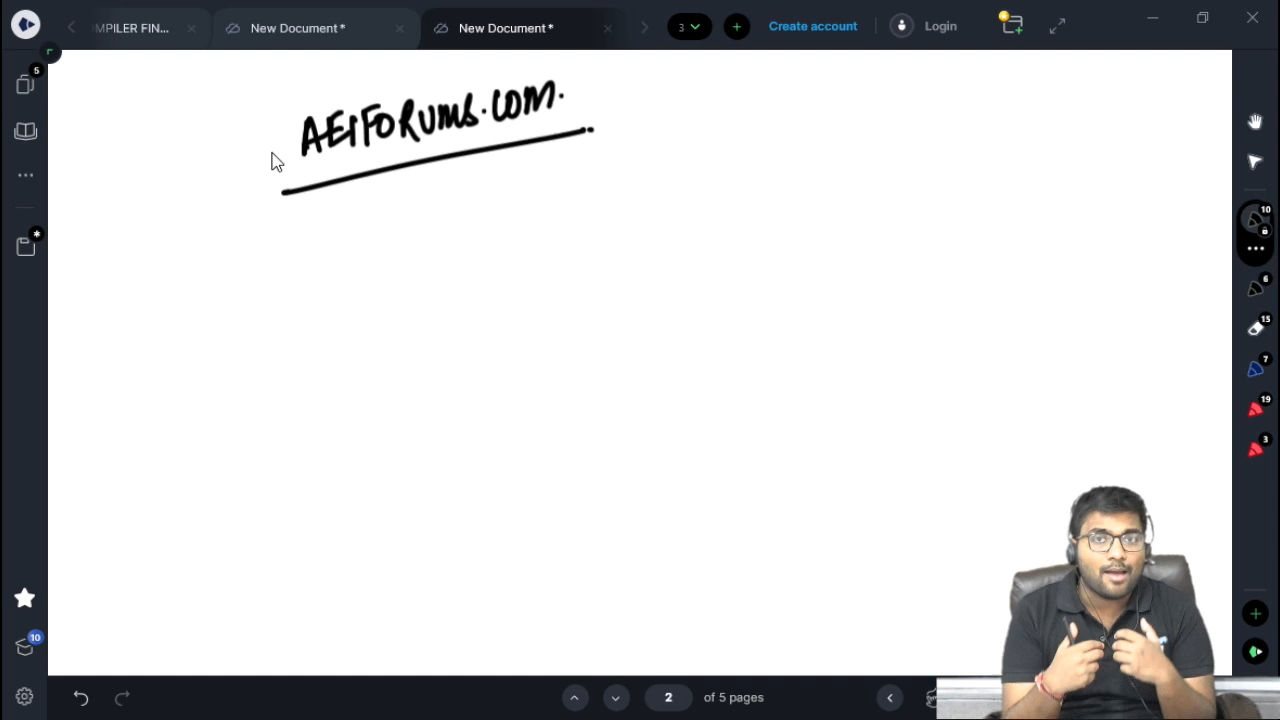 MPILER FIN...
New Document *
New Document *
3
Create account
Login
5
AEIFORUMS.COM.
10
6
15
7
19
3
10
2
of 5 pages